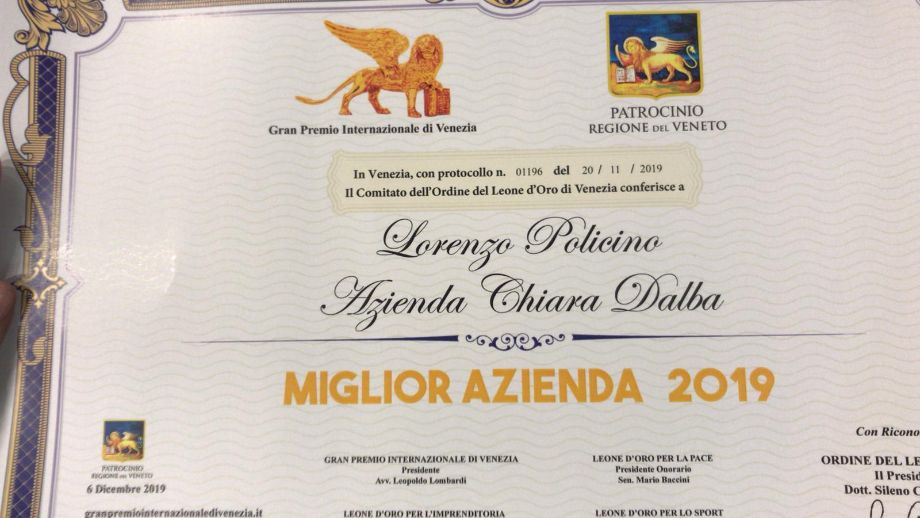 Gran Premio Internazionale di Venezia
PATROCINIO
REGIONE DEL VENETO
In Venezia, con protocollo n. 01196 del 20 / 11 / 2019
Il Comitato dell'Ordine del Leone d'Oro di Venezia conferisce a
Lorenzo Policino
Azienda Chiara Dalba
MIGLIOR AZIENDA 2019
PATROCINIO
REGIONE DEL VENETO
6 Dicembre 2019
granpremiointernazionaledivenezia.it
GRAN PREMIO INTERNAZIONALE DI VENEZIA
Presidente
Avv. Leopoldo Lombardi
LEONE D'ORO PER L'IMPRENDITORIA
LEONE D'ORO PER LA PACE
Presidente Onorario
Sen. Mario Baccini
LEONE D'ORO PER LO SPORT
Con Ricono
ORDINE DEL LE
Il Presid
Dott. Sileno C